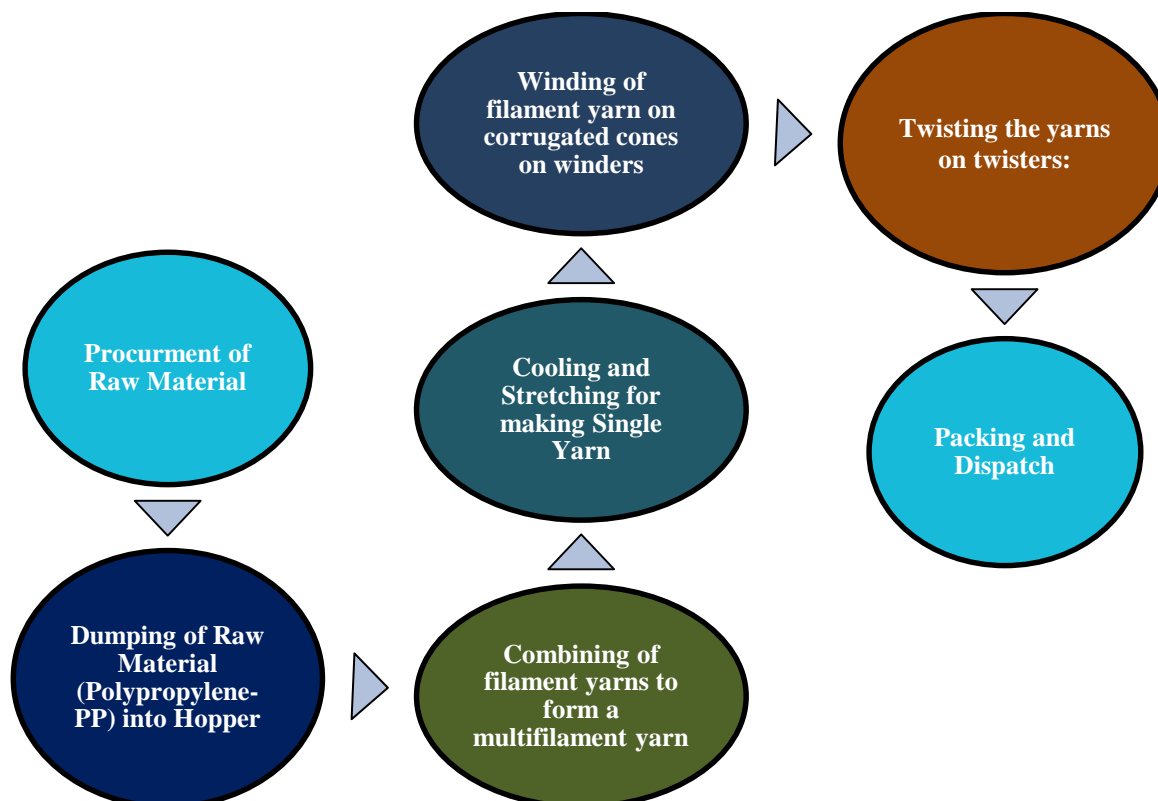 Procurment of
Raw Material
Dumping of Raw
Material
(Polypropylene-
PP) into Hopper
Combining of
filament yarns to
form a
multifilament yarn
Cooling and
Stretching for
making Single
Yarn
Winding of
filament yarn on
corrugated cones
on winders
Twisting the yarns
on twisters:
Packing and
Dispatch